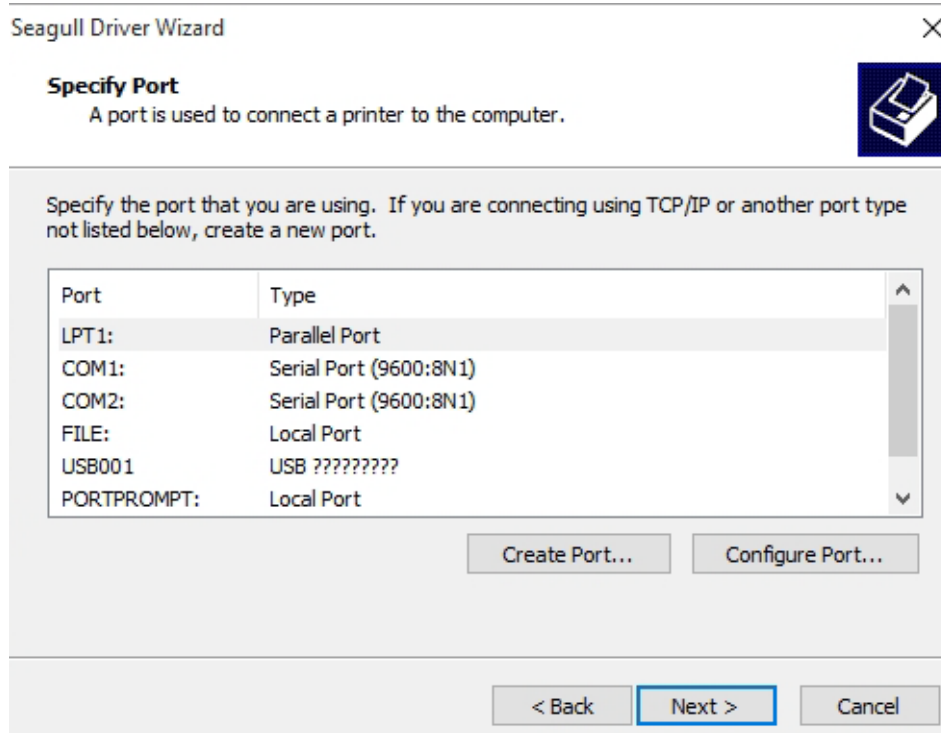 Seagull Driver Wizard
Specify Port
A port is used to connect a printer to the computer.
Specify the port that you are using.  If you are connecting using TCP/IP or another port type
not listed below, create a new port.
Port Type
LPT1: Parallel Port
COM1: Serial Port (9600:8N1)
COM2: Serial Port (9600:8N1)
FILE: Local Port
USB001 USB ?????????
PORTPROMPT: Local Port
Create Port... Configure Port...
< Back Next > Cancel